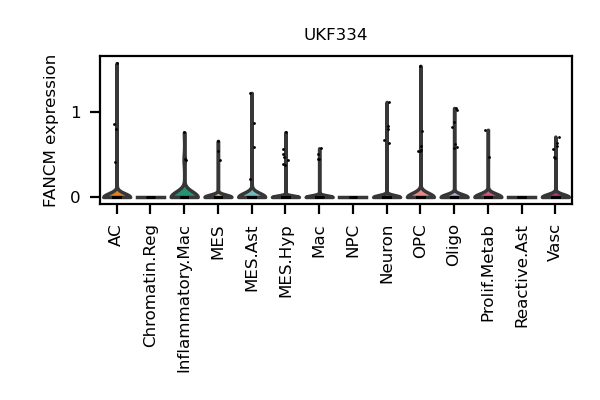 UKF334
FANCM expression
1
0
AC
Chromatin.Reg
Inflammatory.Mac
MES
MES.Ast
MES.Hyp
Mac
NPC
Neuron
OPC
Oligo
Prolif.Metab
Reactive.Ast
Vasc